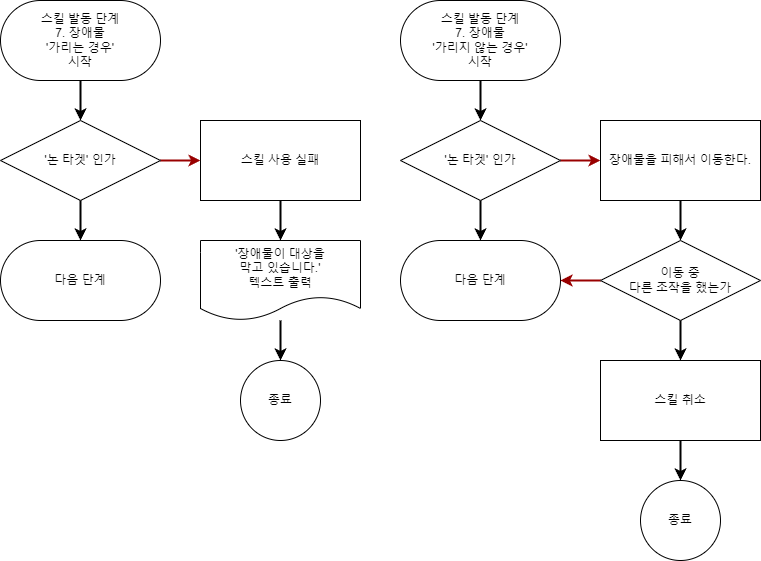 스킬 발동 단계
7. 장애물
'가리는 경우'
시작
'논 타겟' 인가
스킬 사용 실패
다음 단계
'장애물이 대상을
막고 있습니다.'
텍스트 출력
종료
스킬 발동 단계
7. 장애물
'가리지 않는 경우'
시작
'논 타겟' 인가
장애물을 피해서 이동한다.
다음 단계
이동 중
다른 조작을 했는가
스킬 취소
종료